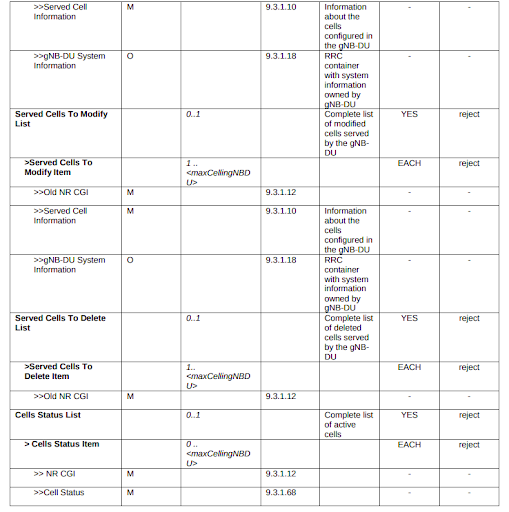 >>Served Cell M 9.3.1.10 Information - -
Information about the
cells
configured in
the gNB-DU
>>gNB-DU System O 9.3.1.18 RRC - -
Information container
with system
information
owned by
gNB-DU
Served Cells To Modify 0..1 Complete list YES reject
List of modified
cells served
by the gNB-
DU
>Served Cells To 1 .. EACH reject
Modify Item <maxCellingNBD
U>
>>Old NR CGI M 9.3.1.12 - -
>>Served Cell M 9.3.1.10 Information - -
Information about the
cells
configured in
the gNB-DU
>>gNB-DU System O 9.3.1.18 RRC - -
Information container
with system
information
owned by
gNB-DU
Served Cells To Delete 0..1 Complete list YES reject
List of deleted
cells served
by the gNB-
DU
>Served Cells To 1.. EACH reject
Delete Item <maxCellingNBD
U>
>>Old NR CGI M 9.3.1.12 - -
Cells Status List 0..1 Complete list YES reject
of active
cells
> Cells Status Item 0 .. EACH reject
<maxCellingNBD
U>
>> NR CGI M 9.3.1.12 - -
>>Cell Status M 9.3.1.68 - -